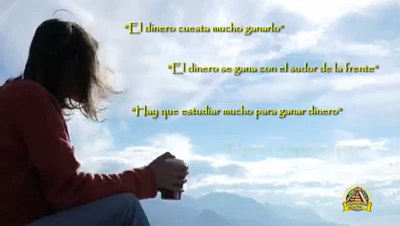 "El dinero cuesta mucho ganarlo"
"El dinero se gana con el sudor de la frente"
"Hay que estudiar mucho para ganar dinero"